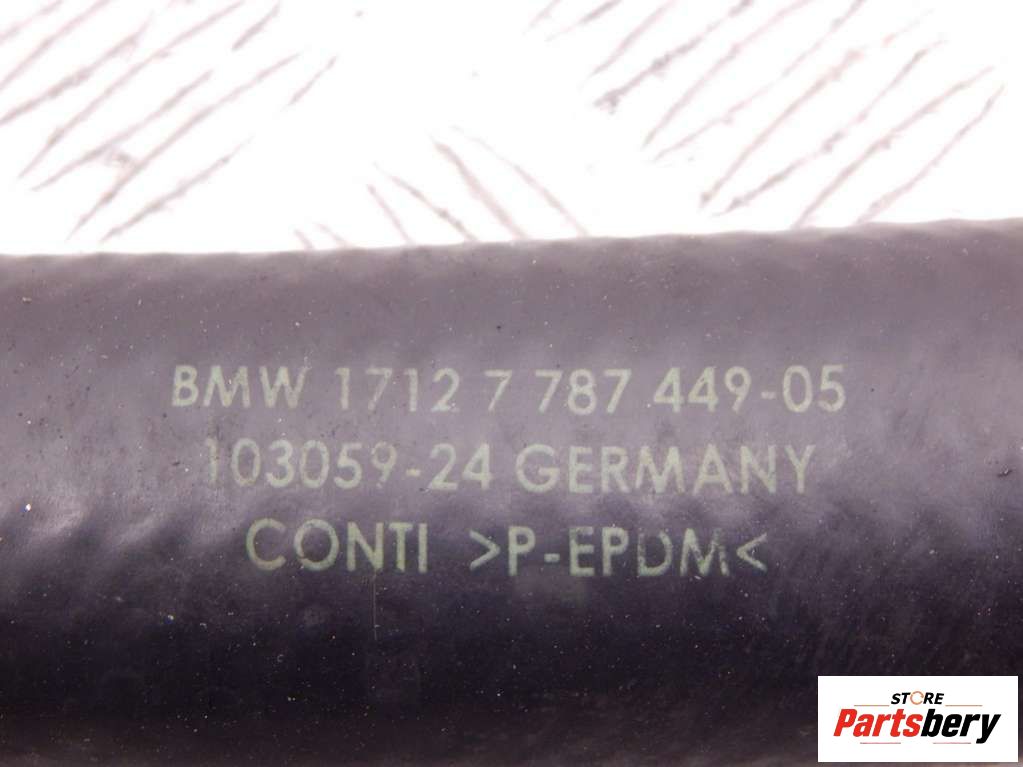 BMW 1712 7 787 449-05
103059-24 GERMANY
CONTI >P-EPDM<
STORE
Partsbery